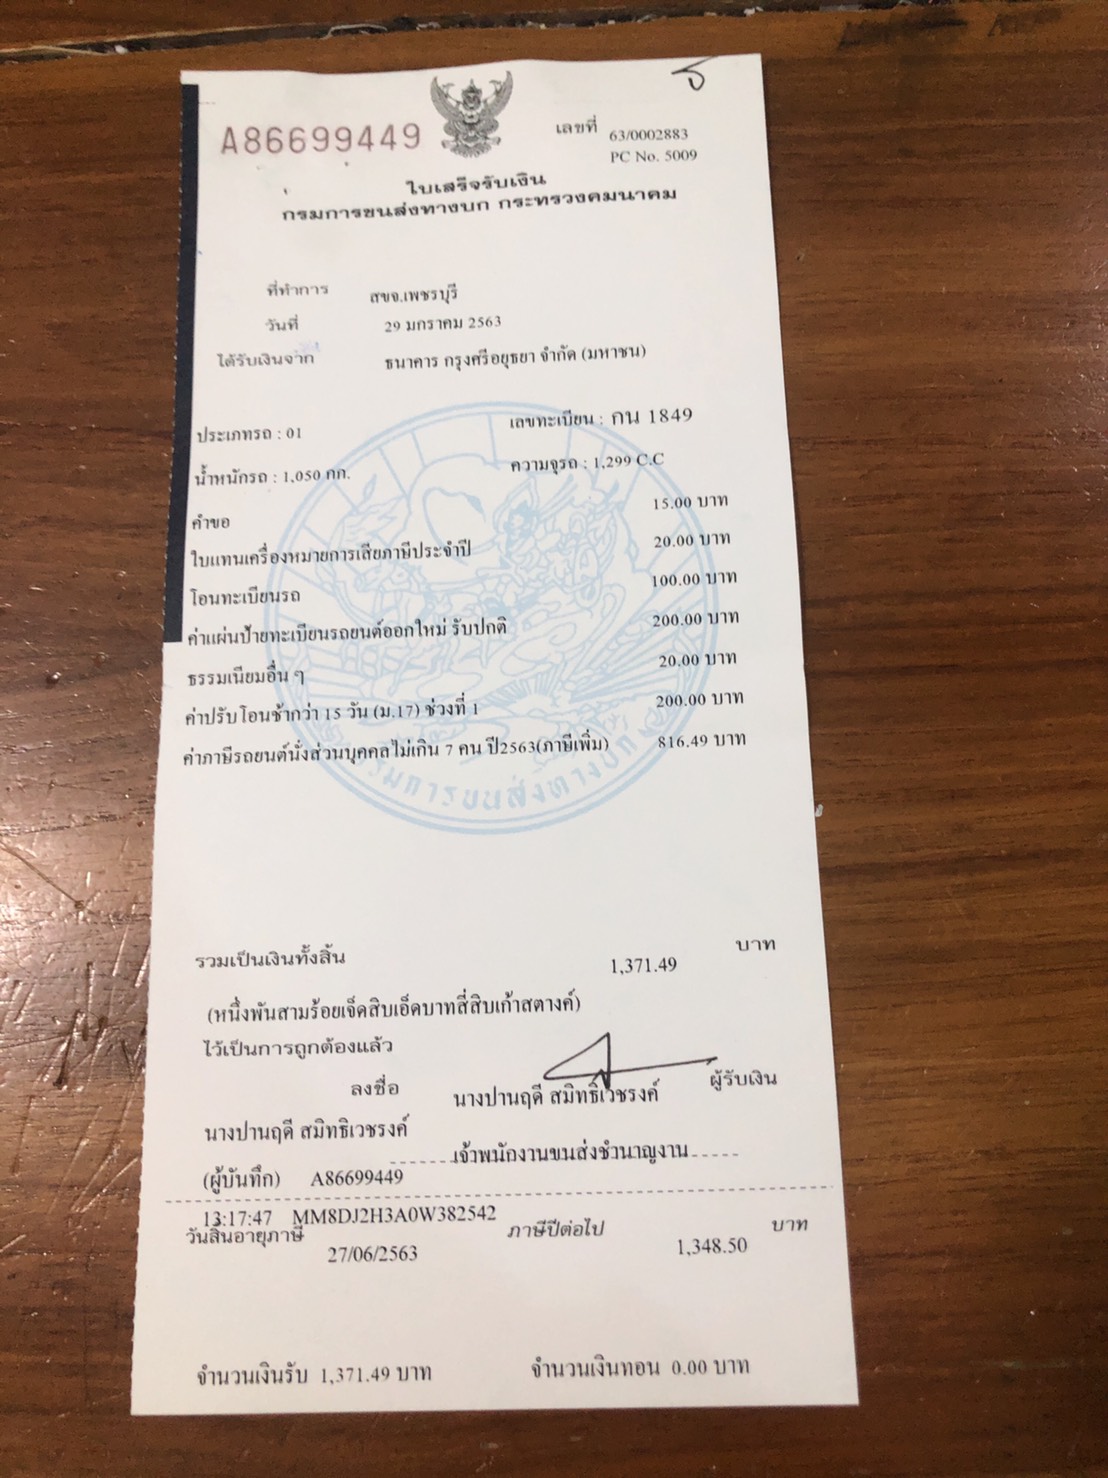 A86699449
เลขที่ 63/0002883
PC No. 5009
ใบเสร็จรับเงิน
กรมการขนส่งทางบก กระทรวงคมนาคม
ที่ทำการ สขจ.เพชรบุรี
วันที่ 29 มกราคม 2563
ได้รับเงินจาก ธนาคาร กรุงศรีอยุธยา จำกัด (มหาชน)
ประเภทรถ : 01 เลขทะเบียน : คน 1849
น้ำหนักรถ : 1,050 กก. ความจุรถ : 1,299 C.C
คำขอ 15.00 บาท
ใบแทนเครื่องหมายการเสียภาษีประจำปี 20.00 บาท
โอนทะเบียนรถ 100.00 บาท
ค่าแผ่นป้ายทะเบียนรถยนต์ออกใหม่ รับปกติ 200.00 บาท
ธรรมเนียมอื่น ๆ 20.00 บาท
ค่าปรับโอนช้ากว่า 15 วัน (ม.17) ช่วงที่ 1 200.00 บาท
ค่าภาษีรถยนต์นั่งส่วนบุคคลไม่เกิน 7 คน ปี2563(ภาษีเพิ่ม) 816.49 บาท
กรมการขนส่งทางบก
รวมเป็นเงินทั้งสิ้น 1,371.49 บาท
(หนึ่งพันสามร้อยเจ็ดสิบเอ็ดบาทสี่สิบเก้าสตางค์)
ไว้เป็นการถูกต้องแล้ว
ลงชื่อ นางปานฤดี สมิทธิเวชรงค์ ผู้รับเงิน
นางปานฤดี สมิทธิเวชรงค์
เจ้าพนักงานขนส่งชำนาญงาน
(ผู้บันทึก) A86699449
13:17:47 MM8DJ2H3A0W382542
วันสิ้นอายุภาษี 27/06/2563 ภาษีปีต่อไป 1,348.50 บาท
จำนวนเงินรับ 1,371.49 บาท จำนวนเงินทอน 0.00 บาท